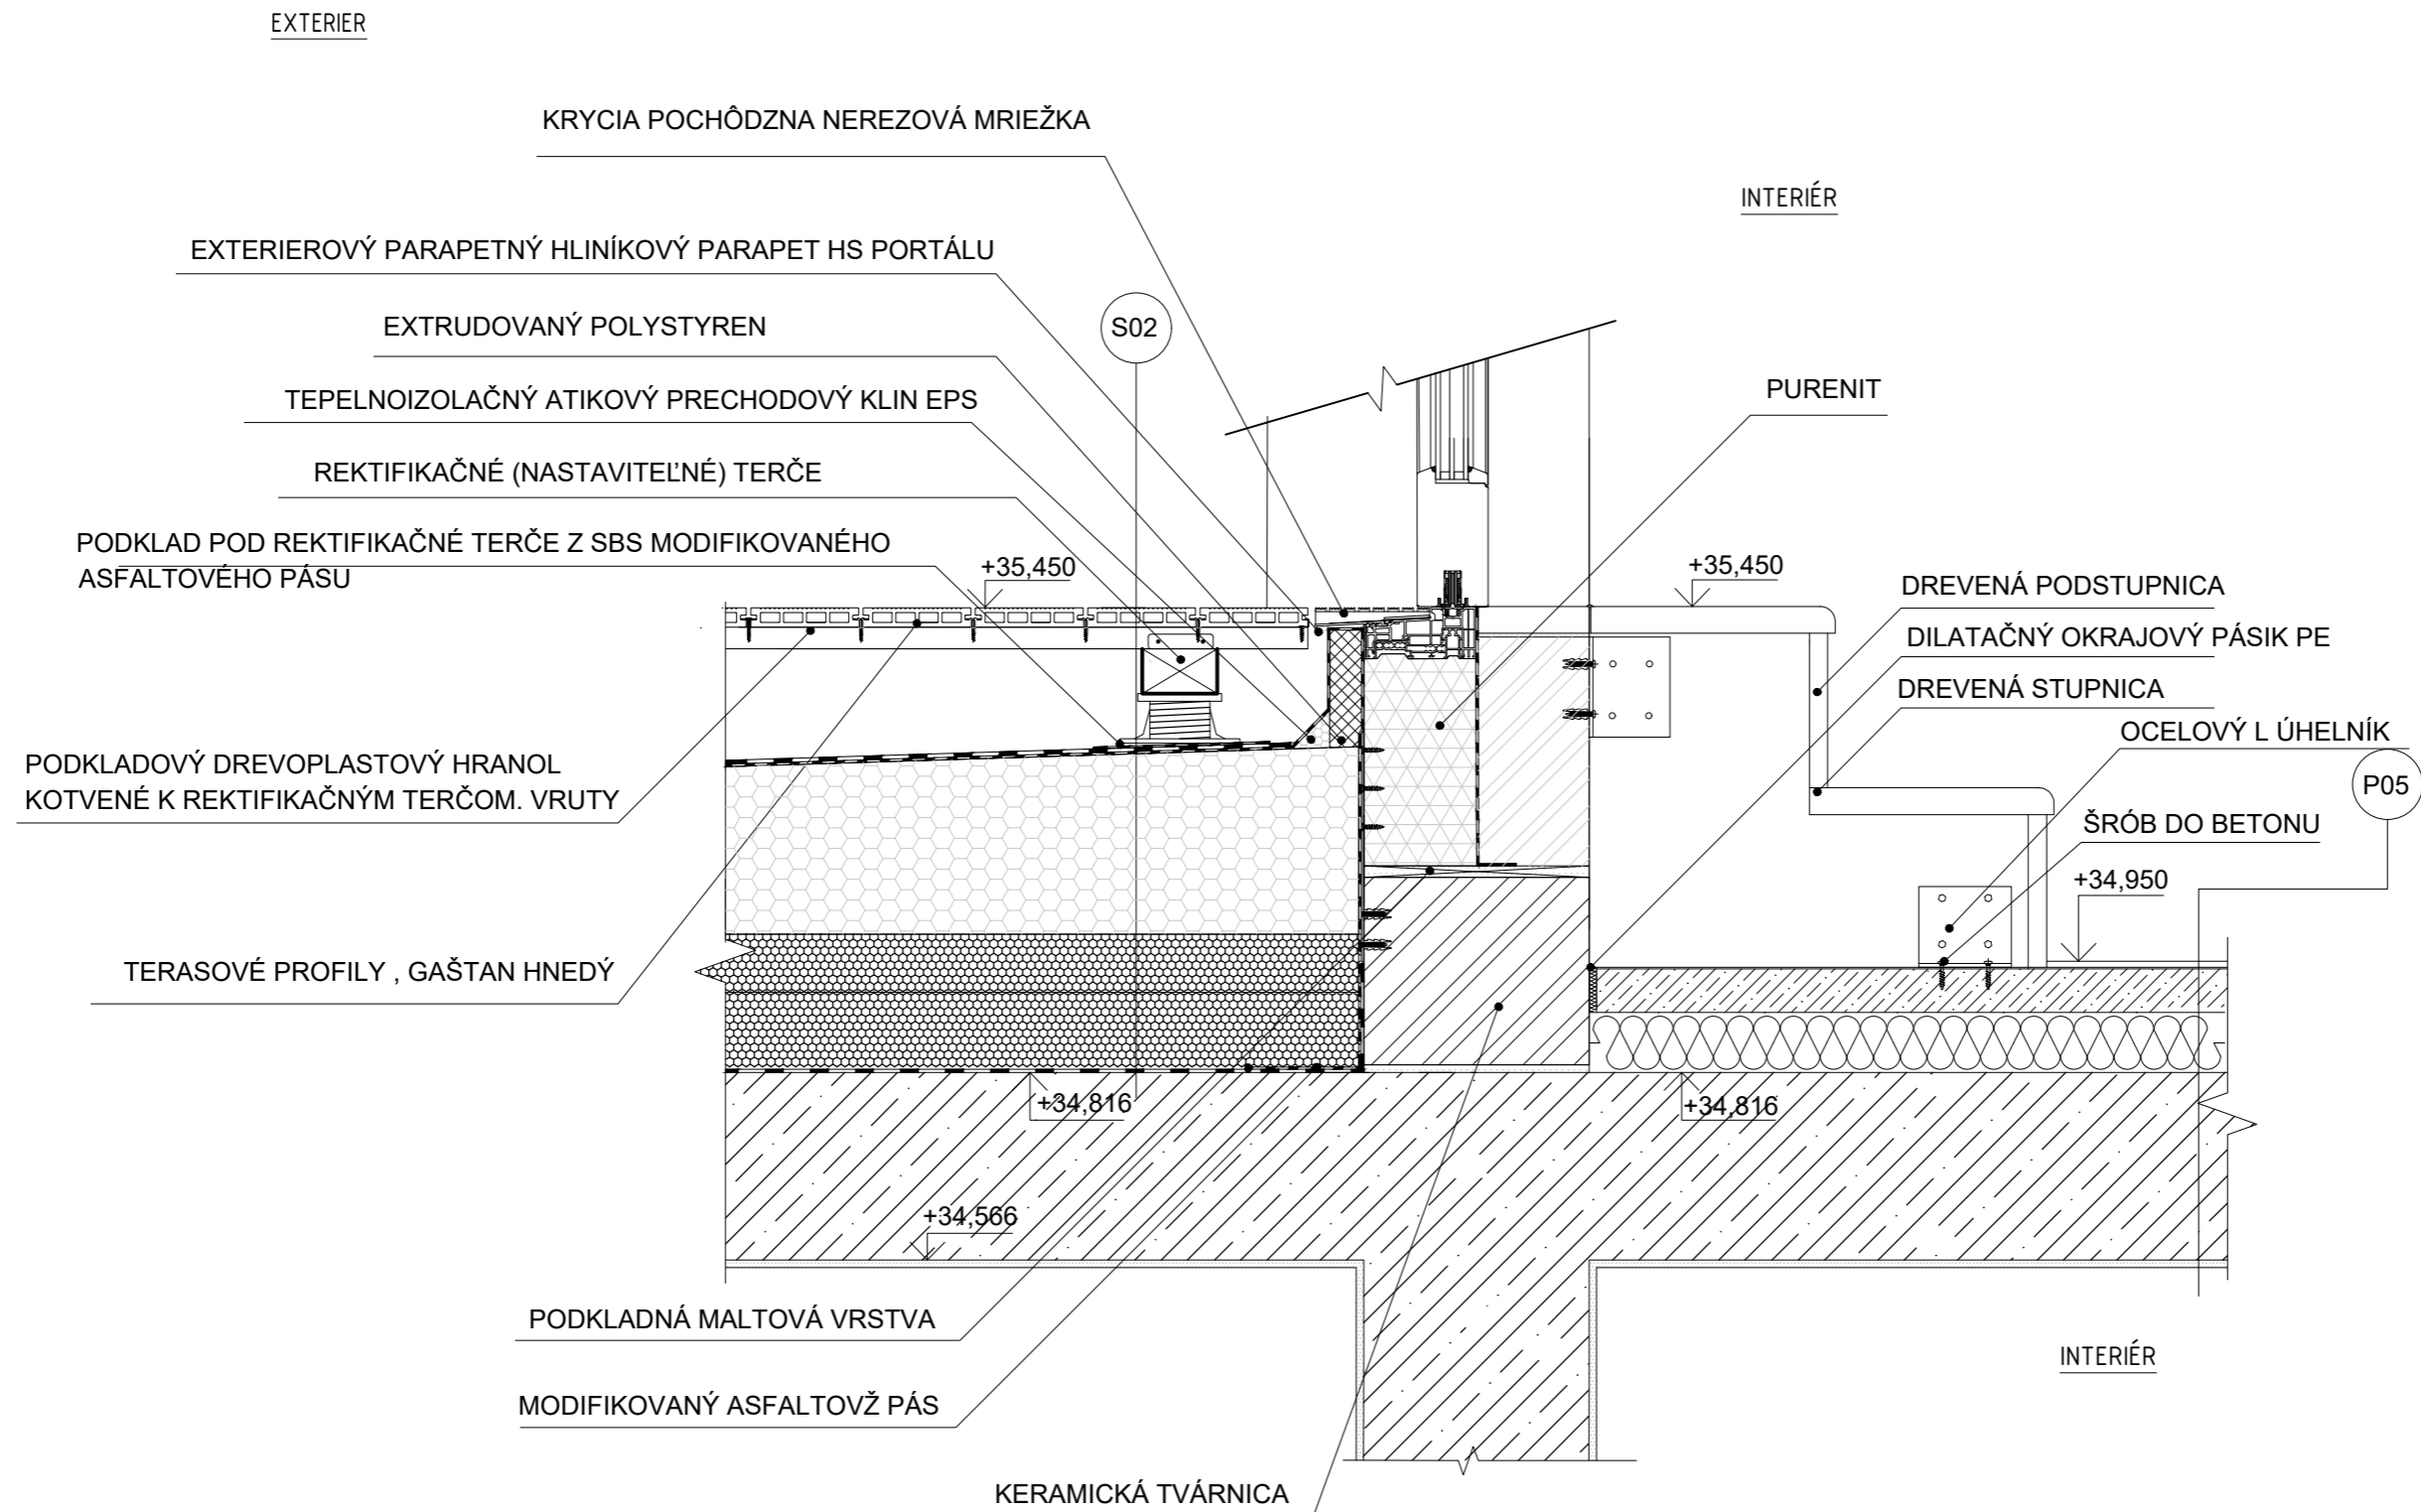 EXTERIER
KRYCIA POCHÔDZNA NEREZOVÁ MRIEŽKA
INTERIÉR
EXTERIEROVÝ PARAPETNÝ HLINÍKOVÝ PARAPET HS PORTÁLU
EXTRUDOVANÝ POLYSTYREN
S02
TEPELNOIZOLAČNÝ ATIKOVÝ PRECHODOVÝ KLIN EPS
PURENIT
REKTIFIKAČNÉ (NASTAVITEĽNÉ) TERČE
PODKLAD POD REKTIFIKAČNÉ TERČE Z SBS MODIFIKOVANÉHO
ASFALTOVÉHO PÁSU
+35,450
+35,450
DREVENÁ PODSTUPNICA
DILATAČNÝ OKRAJOVÝ PÁSIK PE
DREVENÁ STUPNICA
OCELOVÝ L ÚHELNÍK
PODKLADOVÝ DREVOPLASTOVÝ HRANOL
KOTVENÉ K REKTIFIKAČNÝM TERČOM. VRUTY
P05
ŠRÓB DO BETONU
+34,950
TERASOVÉ PROFILY , GAŠTAN HNEDÝ
+34,816
+34,816
+34,566
PODKLADNÁ MALTOVÁ VRSTVA
INTERIÉR
MODIFIKOVANÝ ASFALTOVŽ PÁS
KERAMICKÁ TVÁRNICA